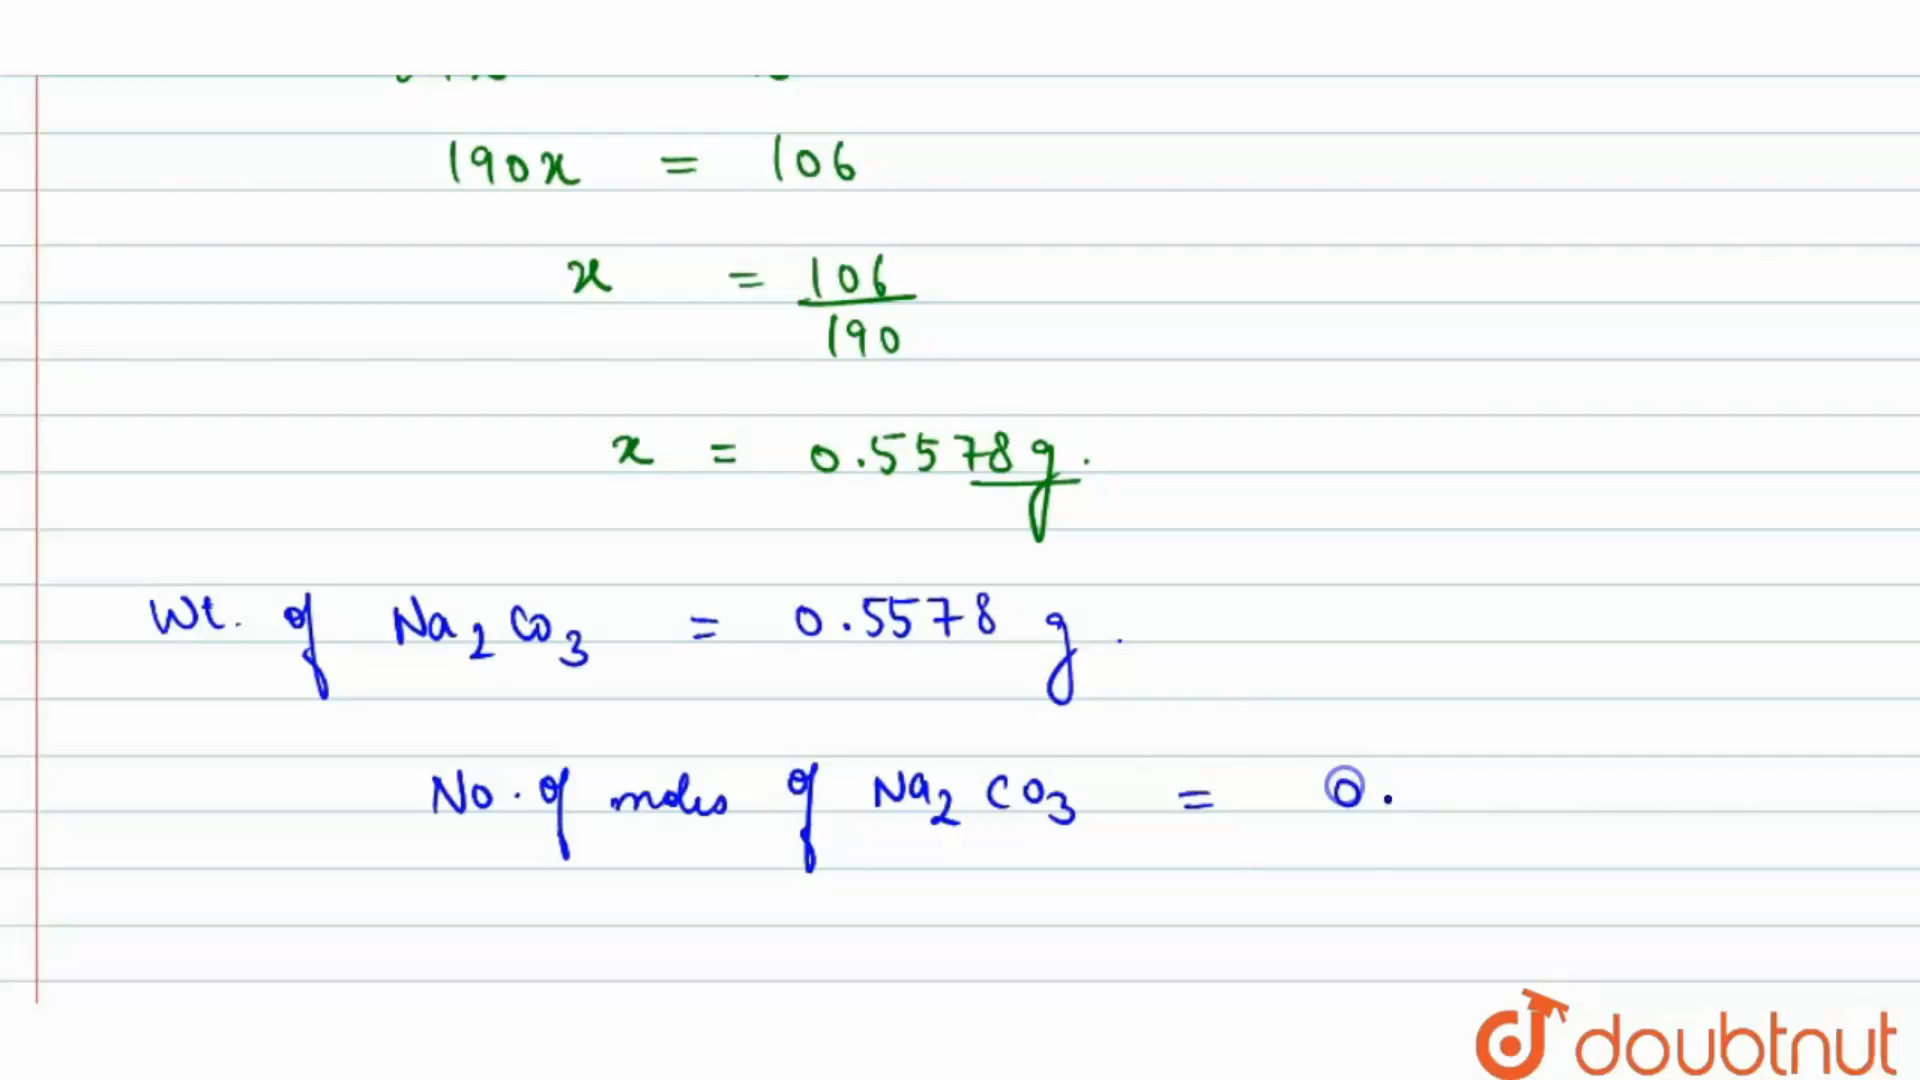 190x = 106
x = 106/190
x = 0.5578 g.
Wt. of Na2CO3 = 0.5578 g.
No. of moles of Na2CO3 = 0.
doubtnut